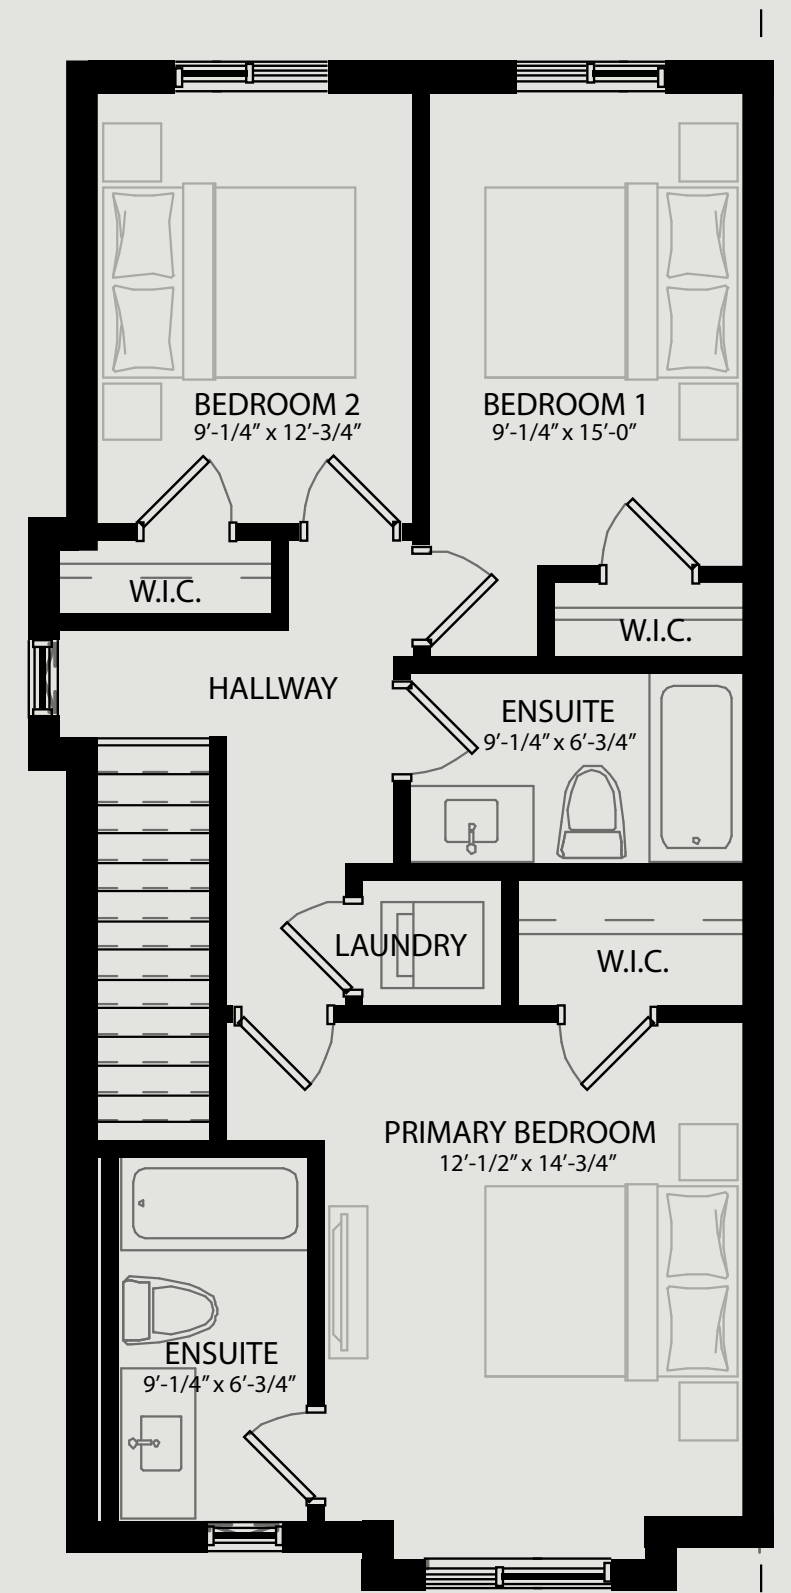 BEDROOM 2
9'-1/4" x 12'-3/4"
BEDROOM 1
9'-1/4" x 15'-0"
W.I.C.
W.I.C.
HALLWAY
ENSUITE
9'-1/4" x 6'-3/4"
LAUNDRY
W.I.C.
PRIMARY BEDROOM
12'-1/2" x 14'-3/4"
ENSUITE
9'-1/4" x 6'-3/4"